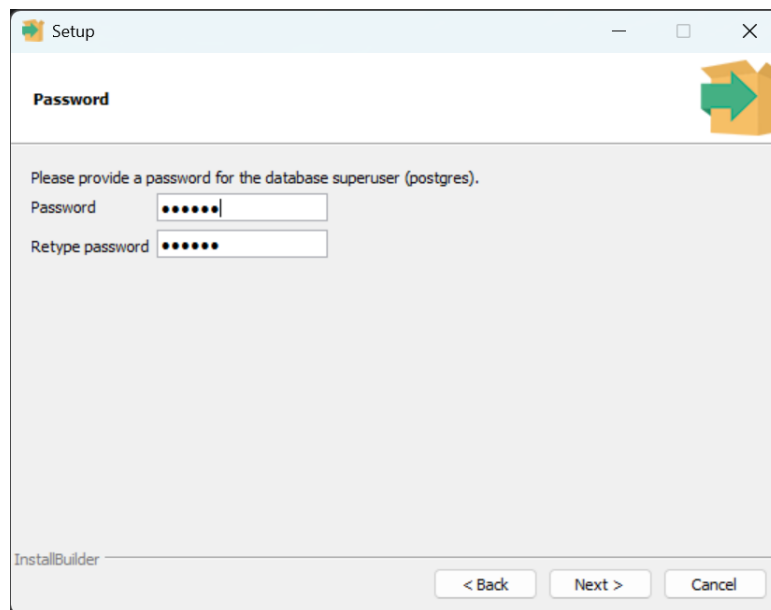 Setup
Password
Please provide a password for the database superuser (postgres).
Password ••••••
Retype password ••••••
InstallBuilder
< Back Next > Cancel